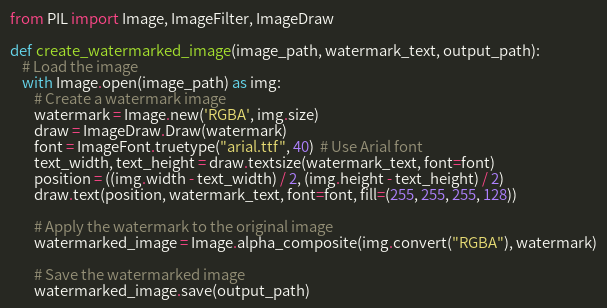 from PIL import Image, ImageFilter, ImageDraw

def create_watermarked_image(image_path, watermark_text, output_path):
    # Load the image
    with Image.open(image_path) as img:
        # Create a watermark image
        watermark = Image.new('RGBA', img.size)
        draw = ImageDraw.Draw(watermark)
        font = ImageFont.truetype("arial.ttf", 40)  # Use Arial font
        text_width, text_height = draw.textsize(watermark_text, font=font)
        position = ((img.width - text_width) / 2, (img.height - text_height) / 2)
        draw.text(position, watermark_text, font=font, fill=(255, 255, 255, 128))

        # Apply the watermark to the original image
        watermarked_image = Image.alpha_composite(img.convert("RGBA"), watermark)

        # Save the watermarked image
        watermarked_image.save(output_path)